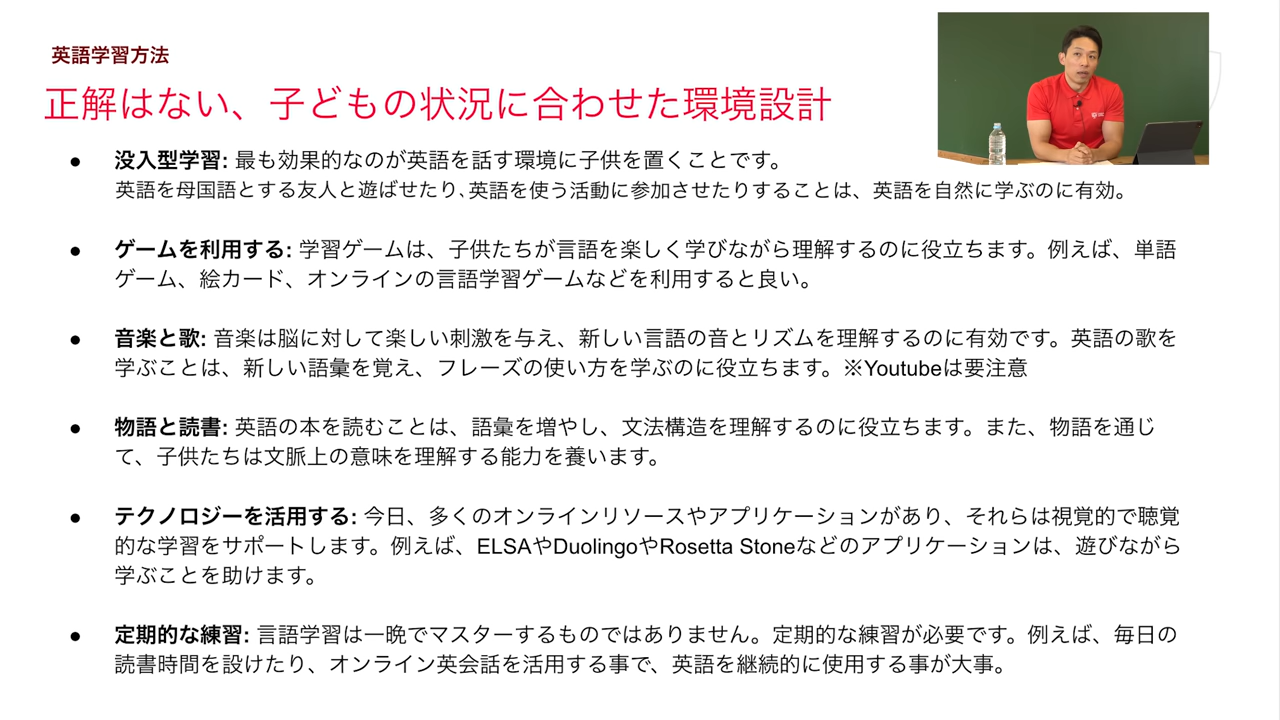 英語学習方法
正解はない、子どもの状況に合わせた環境設計
● 没入型学習: 最も効果的なのが英語を話す環境に子供を置くことです。
英語を母国語とする友人と遊ばせたり､英語を使う活動に参加させたりすることは、英語を自然に学ぶのに有効。
● ゲームを利用する: 学習ゲームは、子供たちが言語を楽しく学びながら理解するのに役立ちます。例えば、単語
ゲーム、絵カード、オンラインの言語学習ゲームなどを利用すると良い。
● 音楽と歌: 音楽は脳に対して楽しい刺激を与え、新しい言語の音とリズムを理解するのに有効です。英語の歌を
学ぶことは、新しい語彙を覚え、フレーズの使い方を学ぶのに役立ちます。※Youtubeは要注意
● 物語と読書: 英語の本を読むことは、語彙を増やし、文法構造を理解するのに役立ちます。また、物語を通じ
て、子供たちは文脈上の意味を理解する能力を養います。
● テクノロジーを活用する: 今日、多くのオンラインリソースやアプリケーションがあり、それらは視覚的で聴覚
的な学習をサポートします。例えば、ELSAやDuolingoやRosetta Stoneなどのアプリケーションは、遊びながら
学ぶことを助けます。
● 定期的な練習: 言語学習は一晩でマスターするものではありません。定期的な練習が必要です。例えば、毎日の
読書時間を設けたり、オンライン英会話を活用する事で、英語を継続的に使用する事が大事。